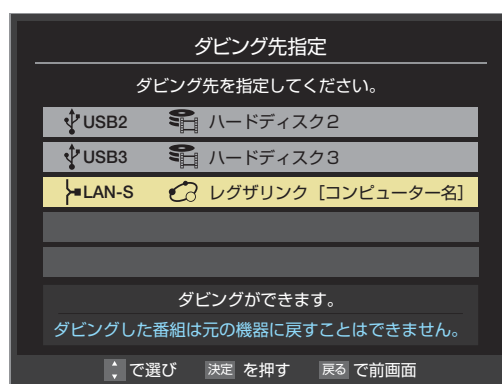 ダビング先指定
ダビング先を指定してください。
USB2 ハードディスク2
USB3 ハードディスク3
LAN-S レグザリンク［コンピューター名］
ダビングができます。
ダビングした番組は元の機器に戻すことはできません。
で選び 決定 を押す 戻る で前画面